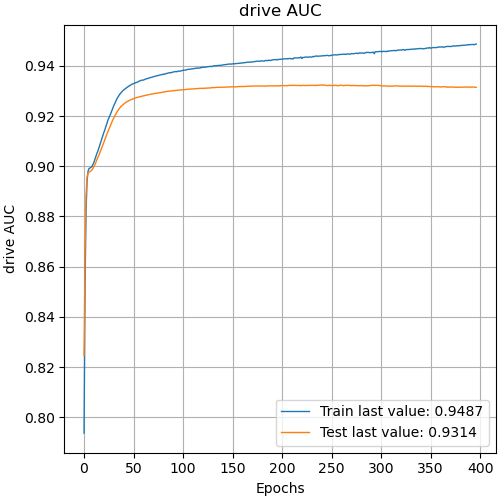 drive AUC
0.94
0.92
0.90
0.88
0.86
0.84
0.82
0.80
drive AUC
Train last value: 0.9487
Test last value: 0.9314
0 50 100 150 200 250 300 350 400
Epochs